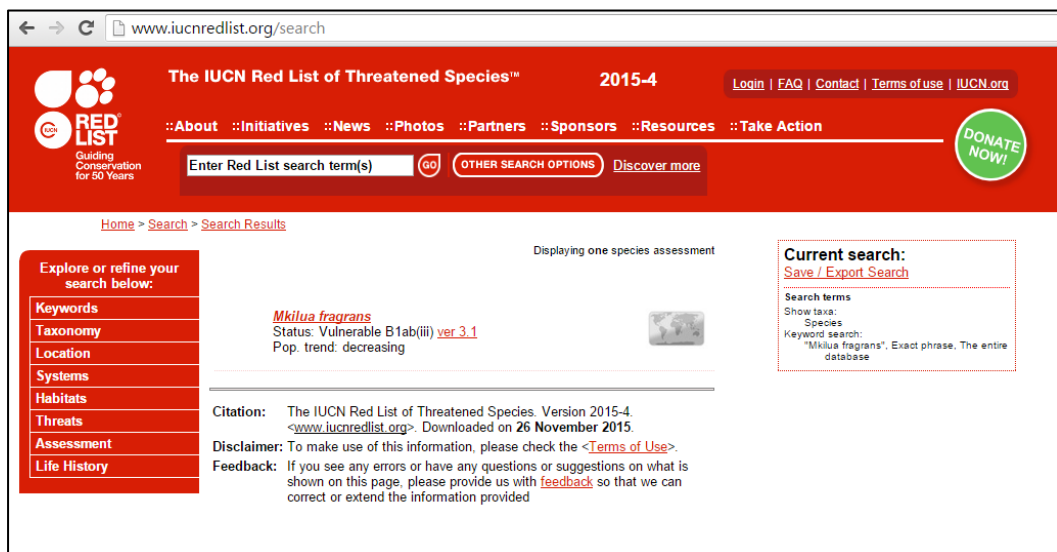 www.iucnredlist.org/search
The IUCN Red List of Threatened Species™
2015-4
Login | FAQ | Contact | Terms of use | IUCN.org
IUCN
RED
LIST
Guiding
Conservation
for 50 Years
::About ::Initiatives ::News ::Photos ::Partners ::Sponsors ::Resources ::Take Action
Enter Red List search term(s) GO OTHER SEARCH OPTIONS Discover more
DONATE
NOW!
Home > Search > Search Results
Explore or refine your
search below:
Keywords
Taxonomy
Location
Systems
Habitats
Threats
Assessment
Life History
Displaying one species assessment
Mkilua fragrans
Status: Vulnerable B1ab(iii) ver 3.1
Pop. trend: decreasing
Citation: The IUCN Red List of Threatened Species. Version 2015-4.
<www.iucnredlist.org>. Downloaded on 26 November 2015.
Disclaimer: To make use of this information, please check the <Terms of Use>.
Feedback: If you see any errors or have any questions or suggestions on what is
shown on this page, please provide us with feedback so that we can
correct or extend the information provided
Current search:
Save / Export Search
Search terms
Show taxa:
Species
Keyword search:
"Mkilua fragrans", Exact phrase, The entire
database